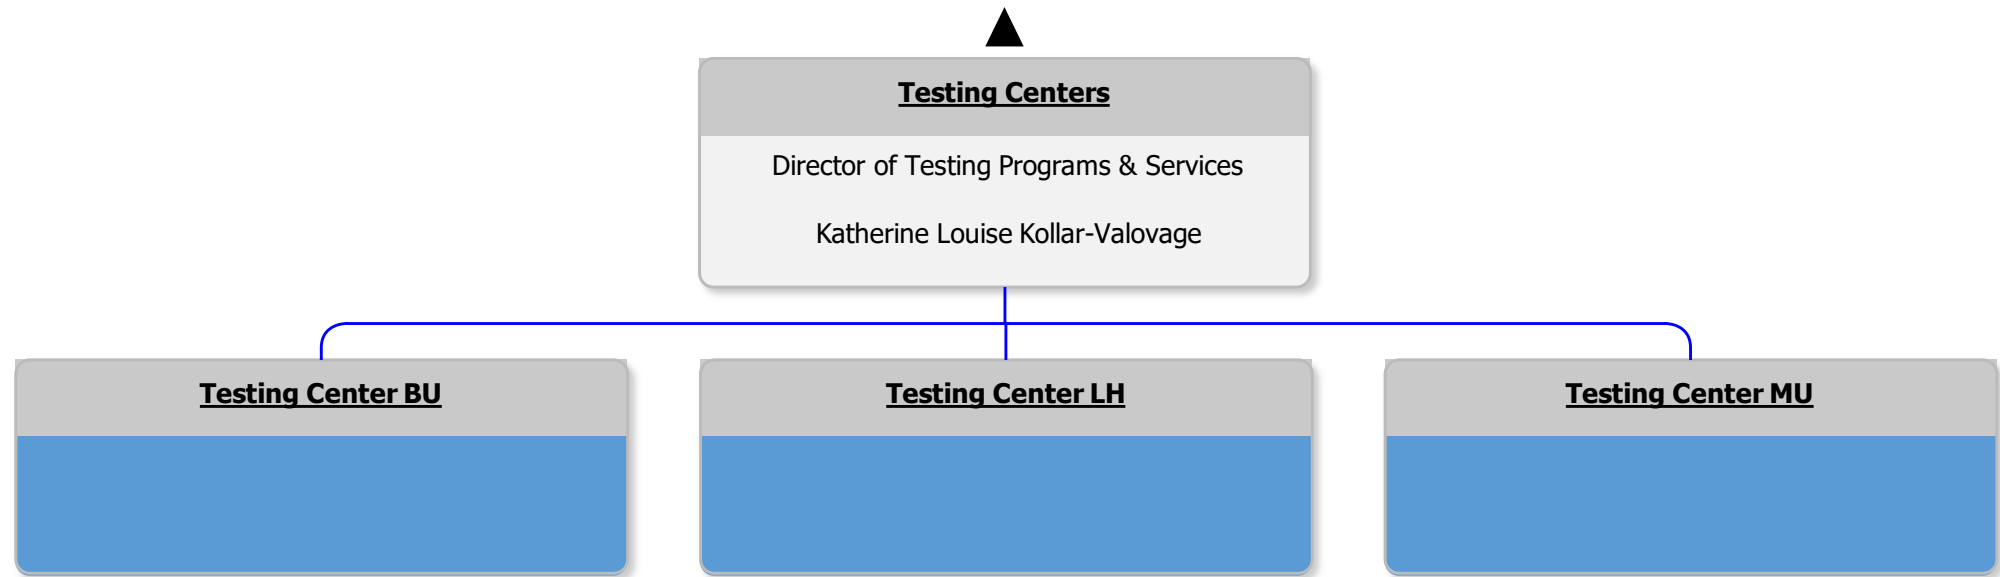 Testing Centers
Director of Testing Programs & Services
Katherine Louise Kollar-Valovage
Testing Center BU
Testing Center LH
Testing Center MU